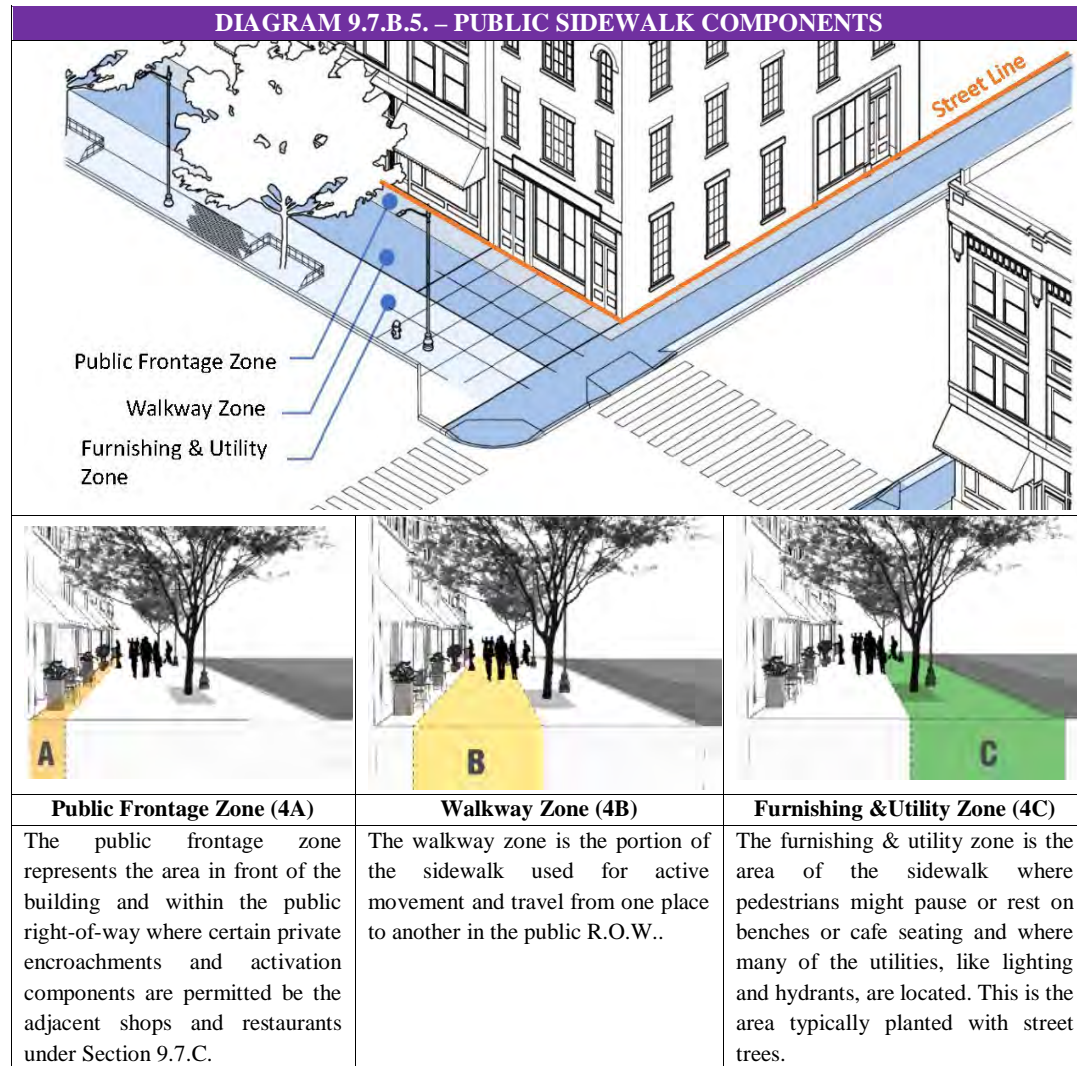 DIAGRAM 9.7.B.5. – PUBLIC SIDEWALK COMPONENTS
Street Line
Public Frontage Zone
Walkway Zone
Furnishing & Utility
Zone
A
B
C
Public Frontage Zone (4A)
The public frontage zone
represents the area in front of the
building and within the public
right-of-way where certain private
encroachments and activation
components are permitted be the
adjacent shops and restaurants
under Section 9.7.C.
Walkway Zone (4B)
The walkway zone is the portion of
the sidewalk used for active
movement and travel from one place
to another in the public R.O.W..
Furnishing &Utility Zone (4C)
The furnishing & utility zone is the
area of the sidewalk where
pedestrians might pause or rest on
benches or cafe seating and where
many of the utilities, like lighting
and hydrants, are located. This is the
area typically planted with street
trees.